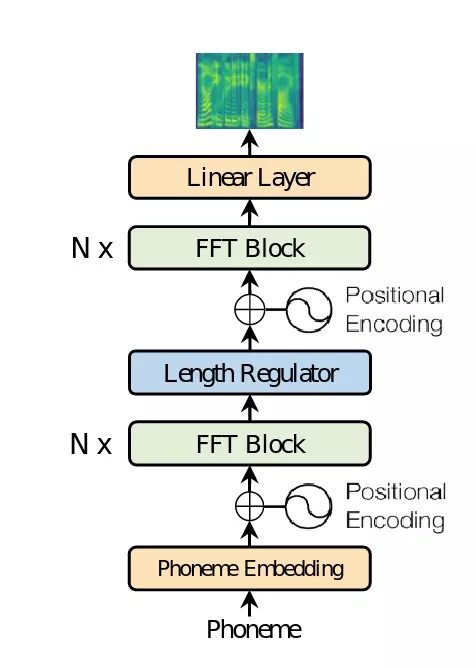 Linear Layer
N x
FFT Block
Positional
Encoding
Length Regulator
N x
FFT Block
Positional
Encoding
Phoneme Embedding
Phoneme